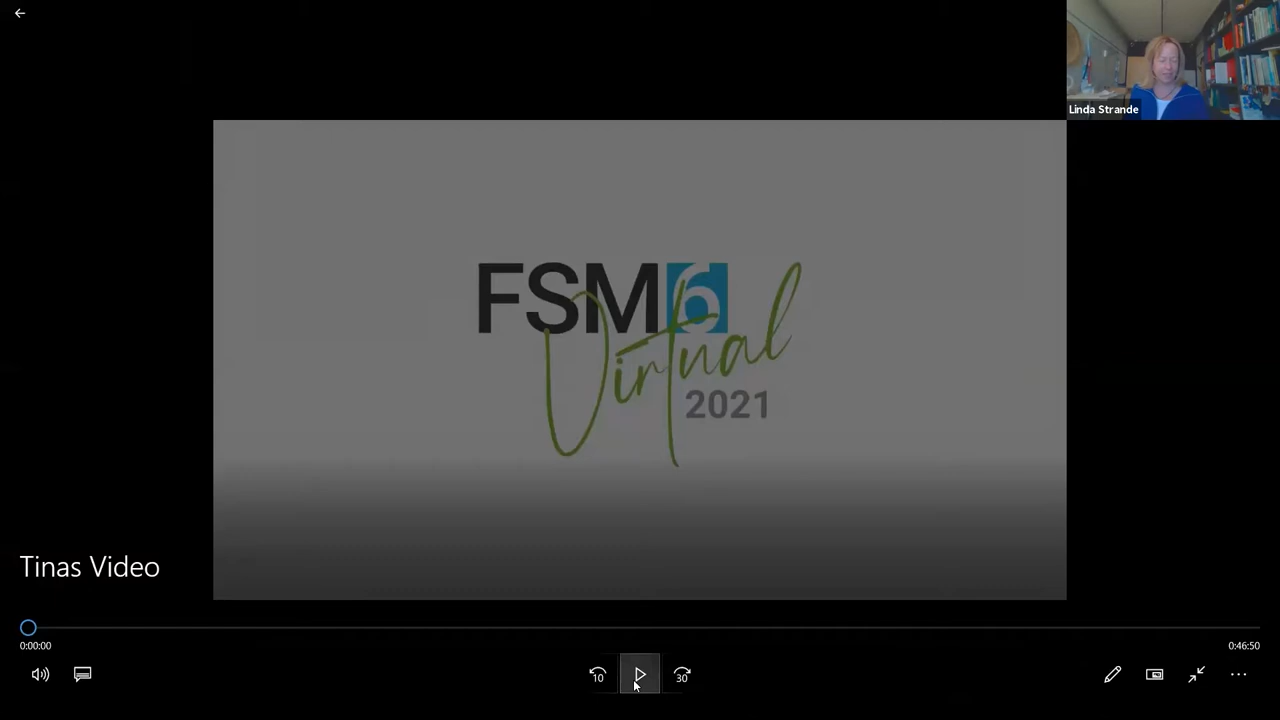 Linda Strande
FSM6
Virtual
2021
Tinas Video
0:00:00
0:46:50
10
30